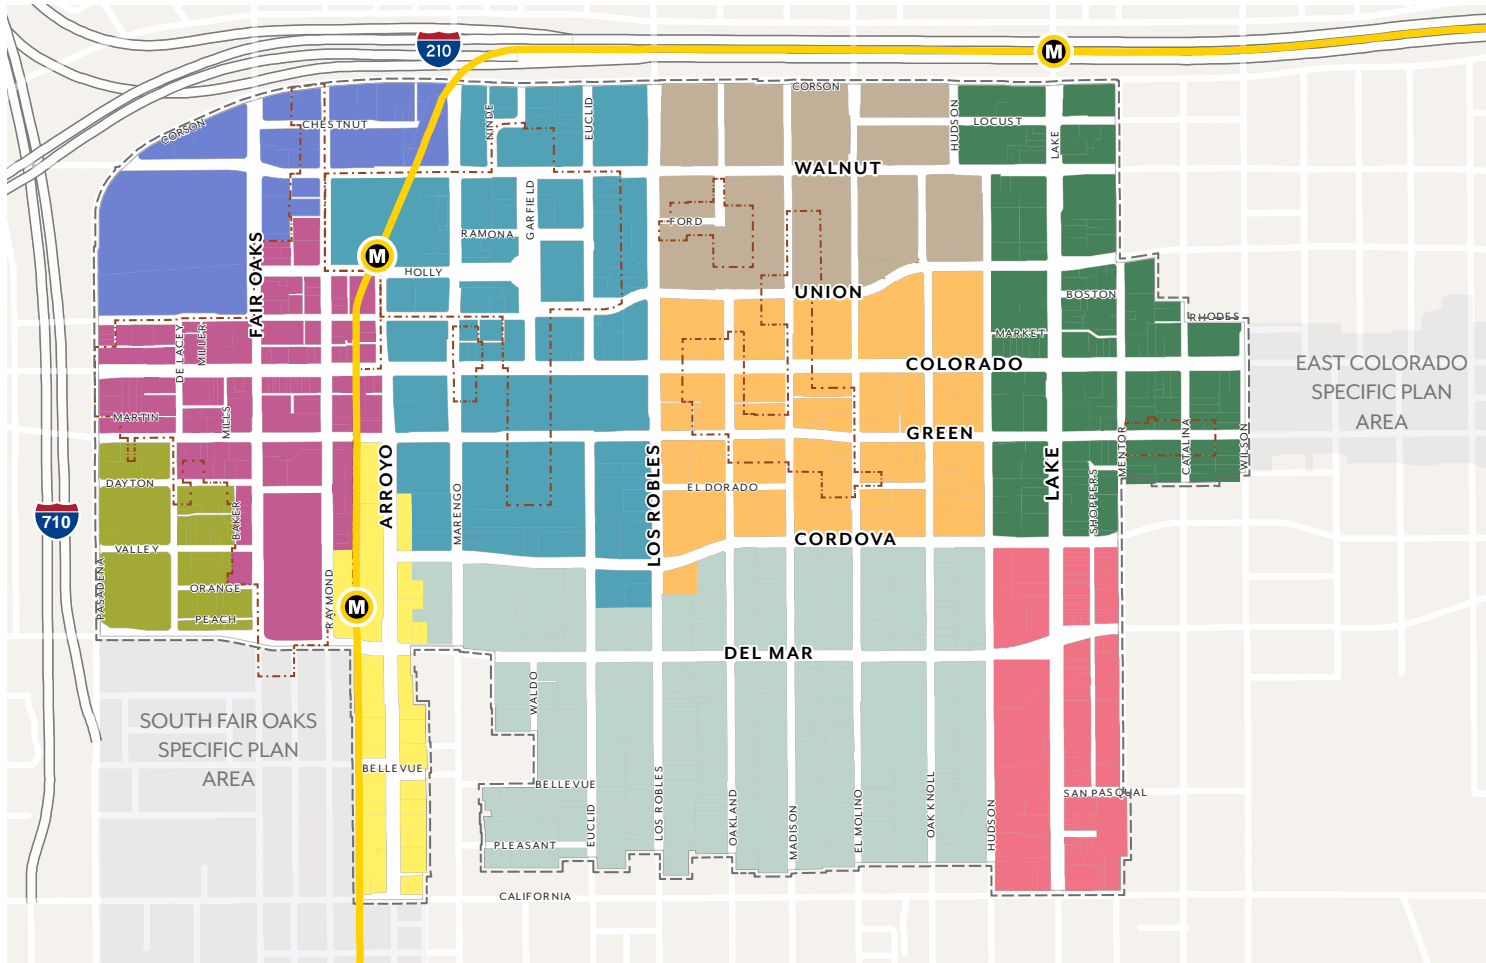 210
M
CORSON
HUDSON
LOCUST
LAKE
NINDE
EUCLID
CHESTNUT
CORSON
WALNUT
GARFIELD
FORD
RAMONA
FAIR OAKS
M
HOLLY
UNION
BOSTON
RHODES
MARKET
DE LACEY
MILLER
COLORADO
EAST COLORADO
SPECIFIC PLAN
AREA
MARTIN
MILLS
GREEN
MENTOR
CATALINA
WILSON
ARROYO
LOS ROBLES
LAKE
DAYTON
EL DORADO
SHOPPERS
BAKER
MARENGO
710
CORDOVA
VALLEY
PASADENA
ORANGE
RAYMOND
M
PEACH
DEL MAR
WALDO
SOUTH FAIR OAKS
SPECIFIC PLAN
AREA
BELLEVUE
BELLEVUE
SAN PASQUAL
EUCLID
LOS ROBLES
OAKLAND
MADISON
EL MOLINO
OAK KNOLL
HUDSON
PLEASANT
CALIFORNIA